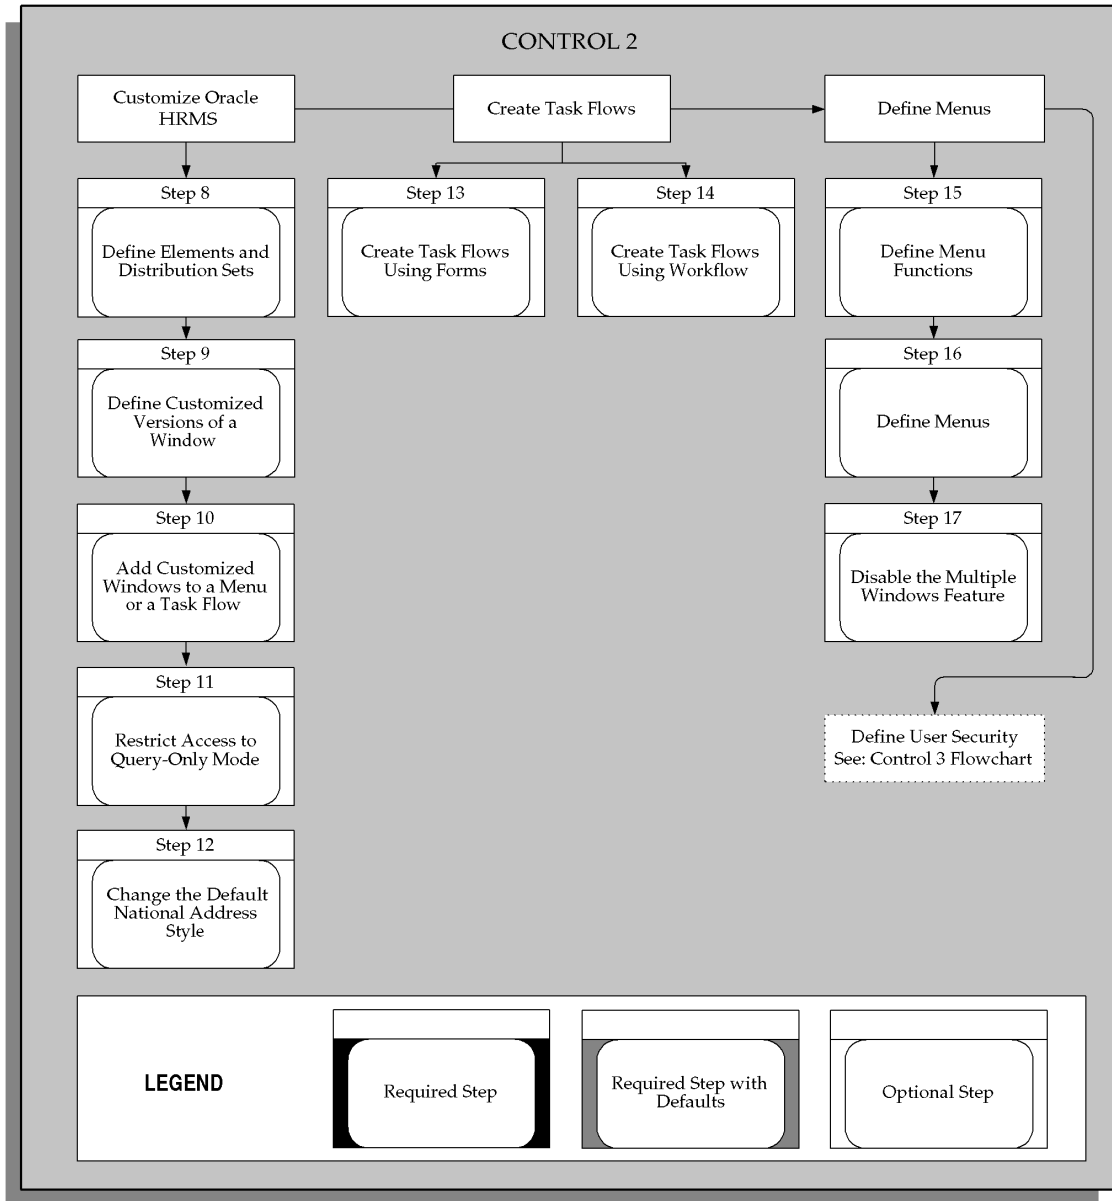 CONTROL 2
Customize Oracle
HRMS
Create Task Flows
Define Menus
Step 8
Define Elements and
Distribution Sets
Step 9
Define Customized
Versions of a
Window
Step 10
Add Customized
Windows to a Menu
or a Task Flow
Step 11
Restrict Access to
Query-Only Mode
Step 12
Change the Default
National Address
Style
Step 13
Create Task Flows
Using Forms
Step 14
Create Task Flows
Using Workflow
Step 15
Define Menu
Functions
Step 16
Define Menus
Step 17
Disable the Multiple
Windows Feature
Define User Security
See: Control 3 Flowchart
LEGEND
Required Step
Required Step with
Defaults
Optional Step